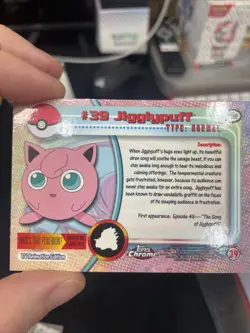 #39 Jigglypuff
TYPE: NORMAL
Description:
When Jigglypuff's huge eyes light up, its beautiful
siren song will soothe the savage beast, if you can
stay awake long enough to hear its melodious and
calming offerings. The temperamental creature
gets frustrated, however, because its audience can
never stay awake for an entire song. Jigglypuff has
been known to draw graffiti on the faces
of its sleeping audience in frustration.
First appearance: Episode 45—"The Song
of Jigglypuff"
WHO'S THAT POKÉMON?
TV Animation Edition
topps
Chrome
39